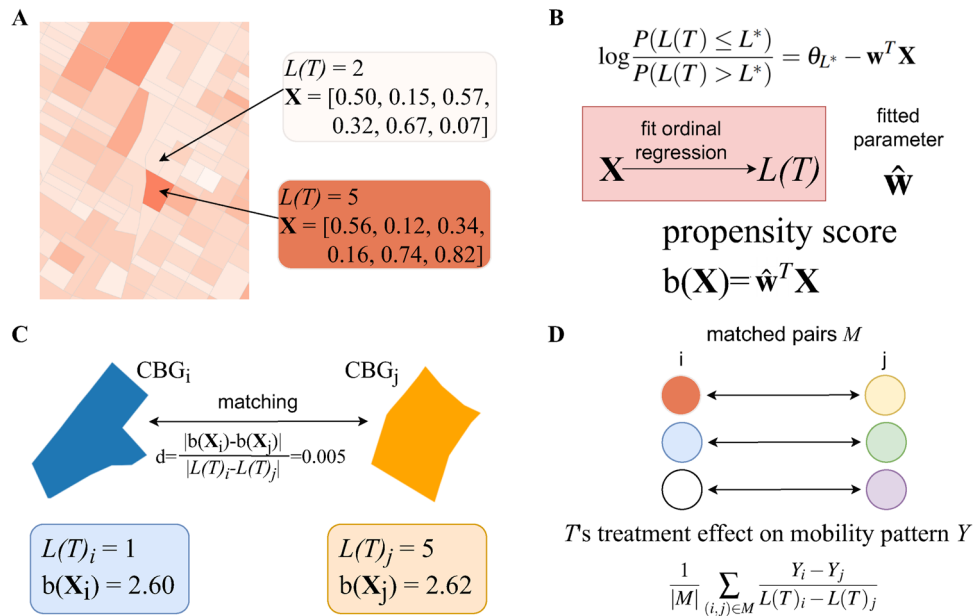 A
L(T) = 2
X = [0.50, 0.15, 0.57,
0.32, 0.67, 0.07]
L(T) = 5
X = [0.56, 0.12, 0.34,
0.16, 0.74, 0.82]
B
log P(L(T) ≤ L*) / P(L(T) > L*) = θ_{L*} − w^T X
fit ordinal
regression
X L(T)
fitted
parameter
ŵ
propensity score
b(X)= ŵ^T X
C
CBG_i
CBG_j
matching
d= |b(X_i)-b(X_j)| / |L(T)_i-L(T)_j| =0.005
L(T)_i = 1
b(X_i) = 2.60
L(T)_j = 5
b(X_j) = 2.62
D
matched pairs M
i j
T's treatment effect on mobility pattern Y
1/|M| ∑_{(i,j)∈M} (Y_i − Y_j) / (L(T)_i − L(T)_j)